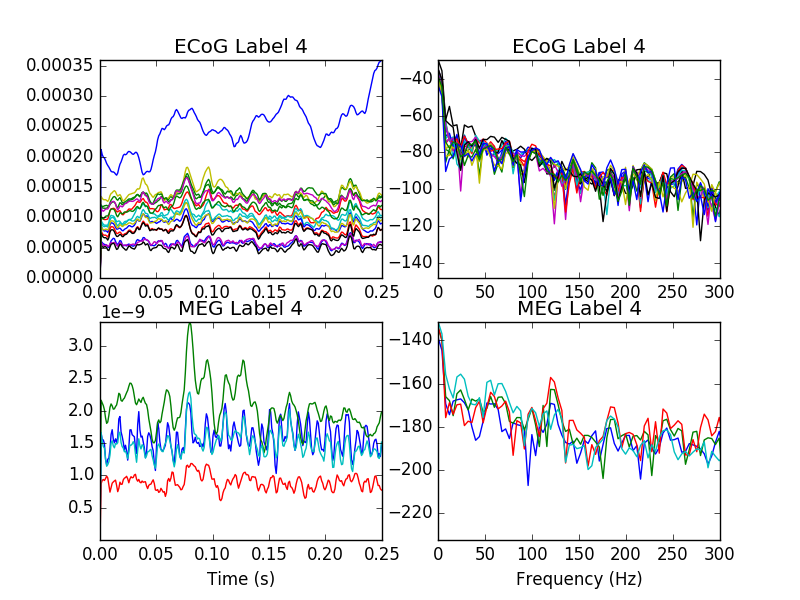 ECoG Label 4
0.00035
0.00030
0.00025
0.00020
0.00015
0.00010
0.00005
0.00000
0.00 0.05 0.10 0.15 0.20 0.25
ECoG Label 4
−40
−60
−80
−100
−120
−140
0 50 100 150 200 250 300
MEG Label 4
1e−9
3.0
2.5
2.0
1.5
1.0
0.5
0.00 0.05 0.10 0.15 0.20 0.25
Time (s)
MEG Label 4
−140
−160
−180
−200
−220
0 50 100 150 200 250 300
Frequency (Hz)